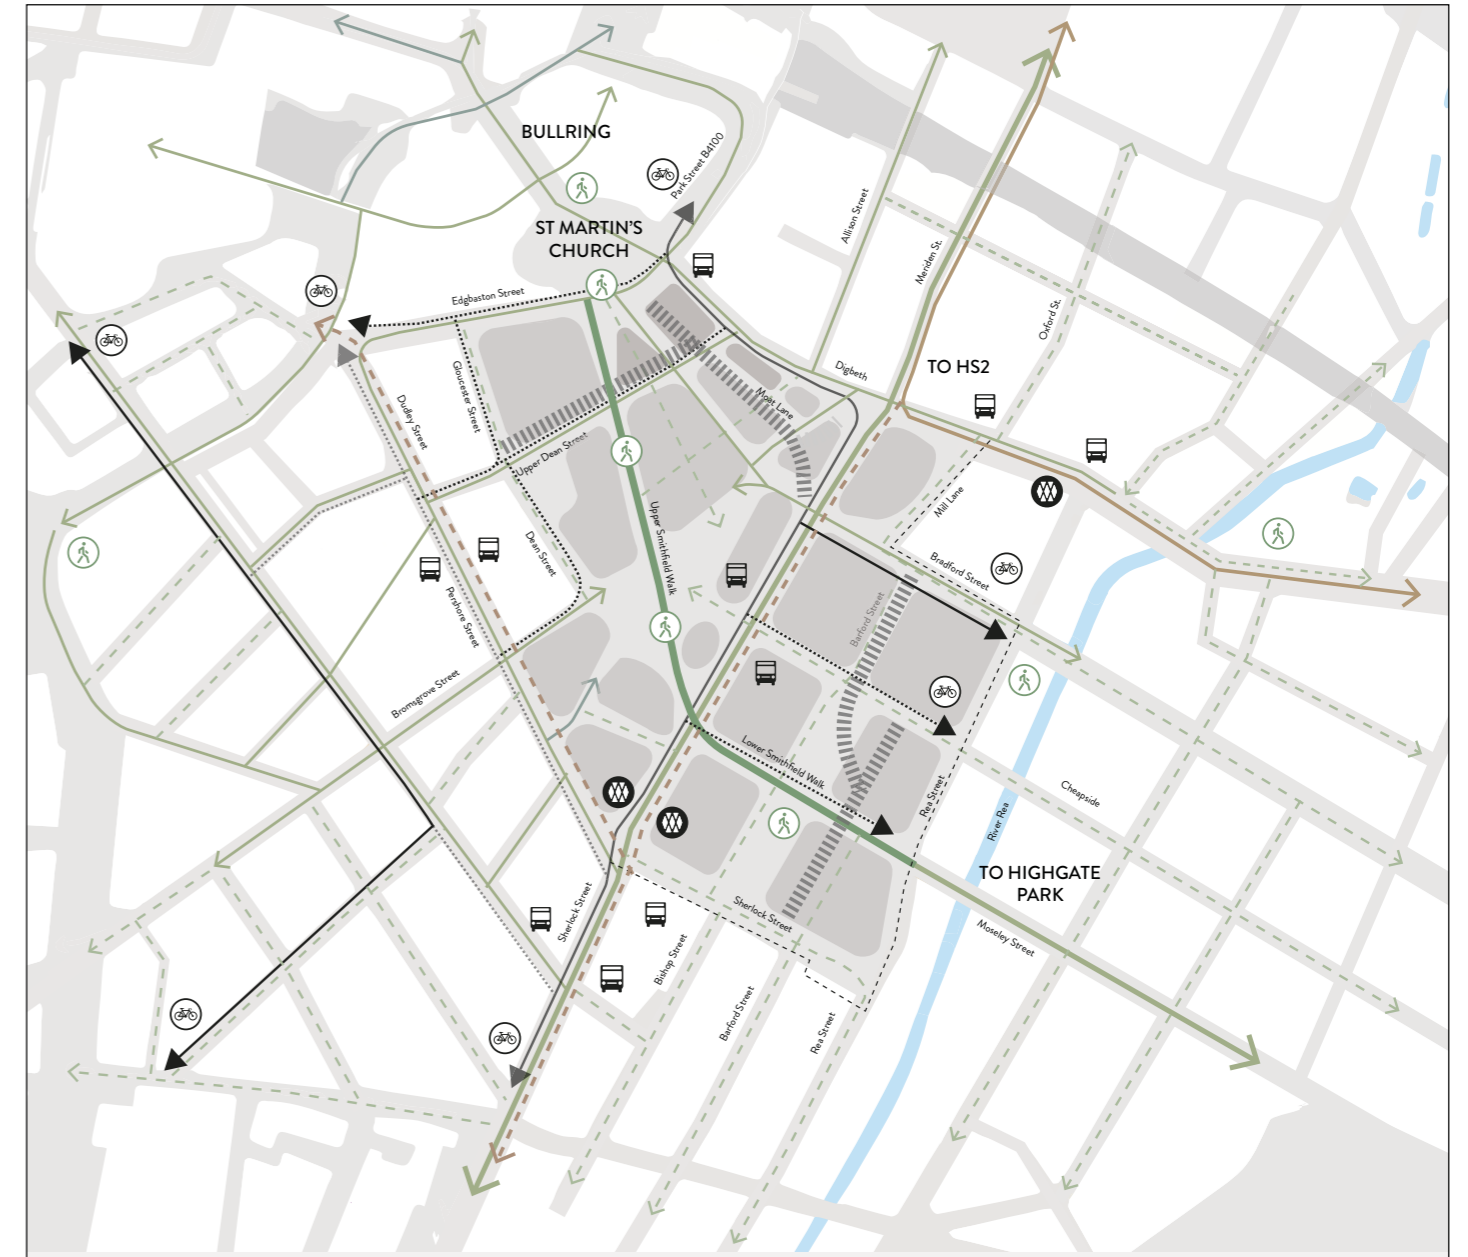 BULLRING
Park Street B4100
ST MARTIN'S
CHURCH
Allison Street
Meriden St.
Edgbaston Street
Oxford St.
TO HS2
Digbeth
Gloucester Street
Dudley Street
Moat Lane
Upper Dean Street
Mill Lane
Upper Smithfield Walk
Dean Street
Bradford Street
Pershore Street
Barford Street
Bromsgrove Street
Lower Smithfield Walk
Rea Street
Cheapside
River Rea
TO HIGHGATE
PARK
Sherlock Street
Sherlock Street
Moseley Street
Bishop Street
Barford Street
Rea Street